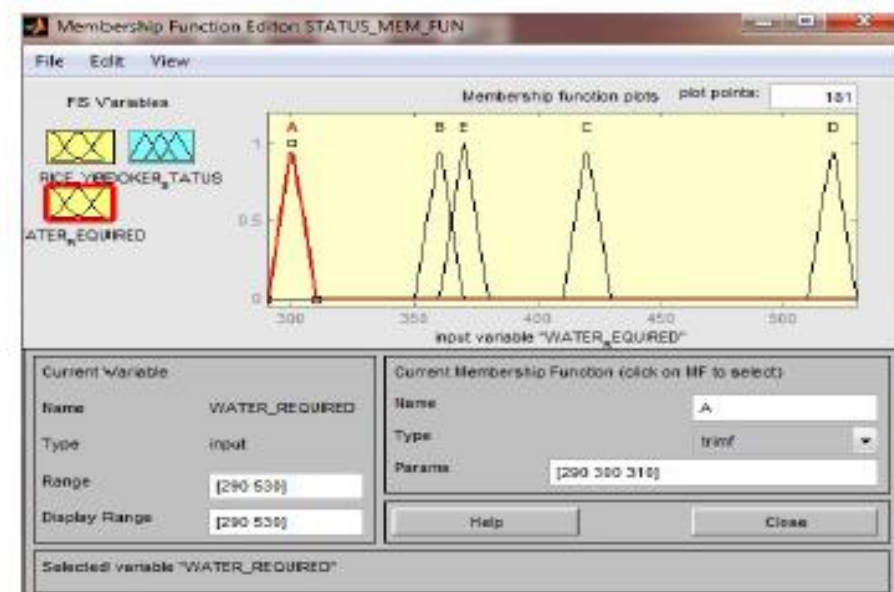 Membership Function Editor: STATUS_MEM_FUN
File Edit View
FIS Variables
Membership function plots plot points: 181
A B E C D
1
0.5
0
300 350 400 450 500
input variable "WATER_REQUIRED"
Current Variable
Name WATER_REQUIRED
Type input
Range [290 530]
Display Range [290 530]
Current Membership Function (click on MF to select)
Name A
Type trimf
Params [290 300 310]
Help Close
Selected variable "WATER_REQUIRED"